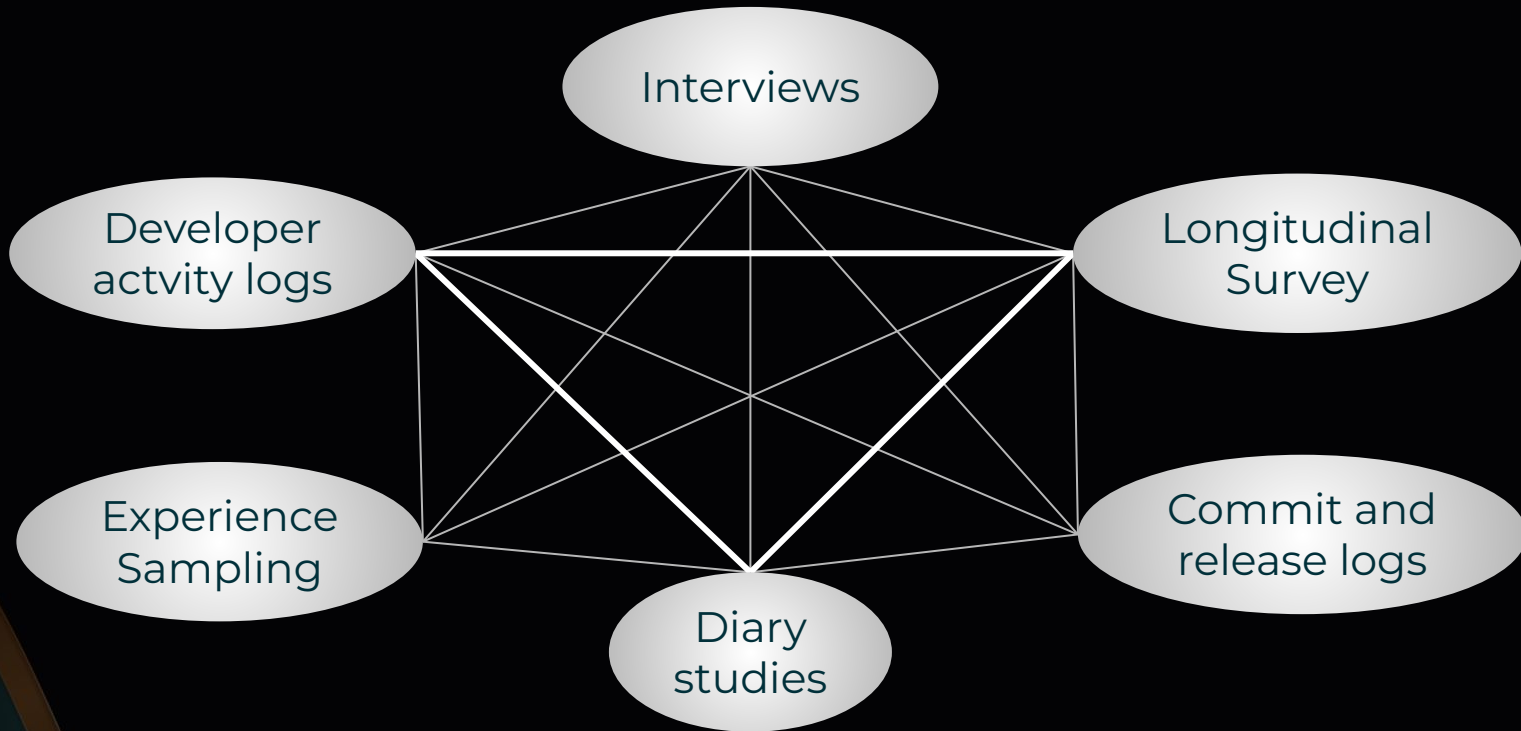 Interviews
Developer
actvity logs
Longitudinal
Survey
Experience
Sampling
Commit and
release logs
Diary
studies